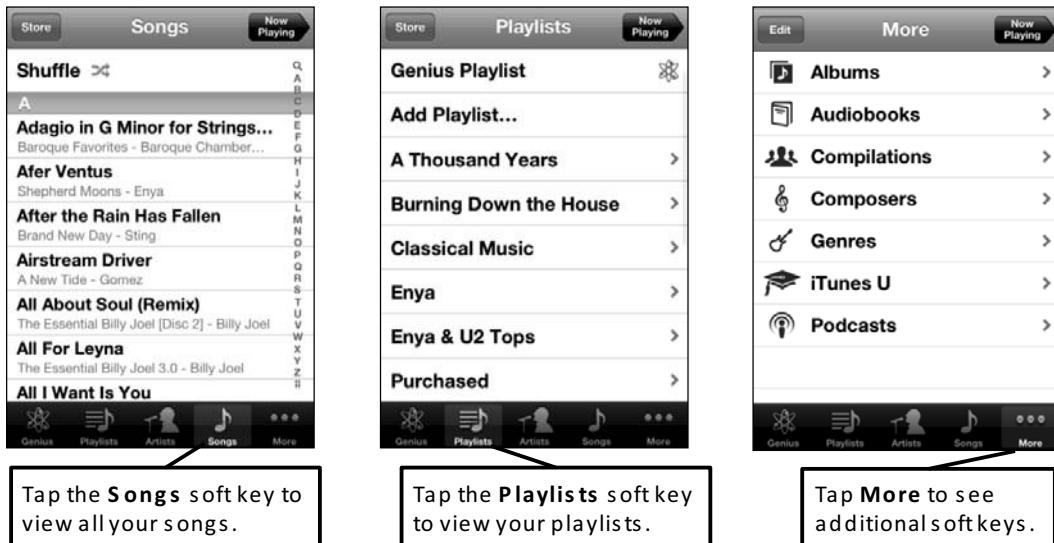 Store Songs Now Playing
Shuffle
A
Adagio in G Minor for Strings...
Baroque Favorites - Baroque Chamber...
Afer Ventus
Shepherd Moons - Enya
After the Rain Has Fallen
Brand New Day - Sting
Airstream Driver
A New Tide - Gomez
All About Soul (Remix)
The Essential Billy Joel [Disc 2] - Billy Joel
All For Leyna
The Essential Billy Joel 3.0 - Billy Joel
All I Want Is You
A
B
C
D
E
F
G
H
I
J
K
L
M
N
O
P
Q
R
S
T
U
V
W
X
Y
Z
#
Genius Playlists Artists Songs More
Tap the Songs soft key to
view all your songs.
Store Playlists Now Playing
Genius Playlist
Add Playlist...
A Thousand Years
Burning Down the House
Classical Music
Enya
Enya & U2 Tops
Purchased
Genius Playlists Artists Songs More
Tap the Playlists soft key
to view your playlists.
Edit More Now Playing
Albums
Audiobooks
Compilations
Composers
Genres
iTunes U
Podcasts
Genius Playlists Artists Songs More
Tap More to see
additional soft keys.